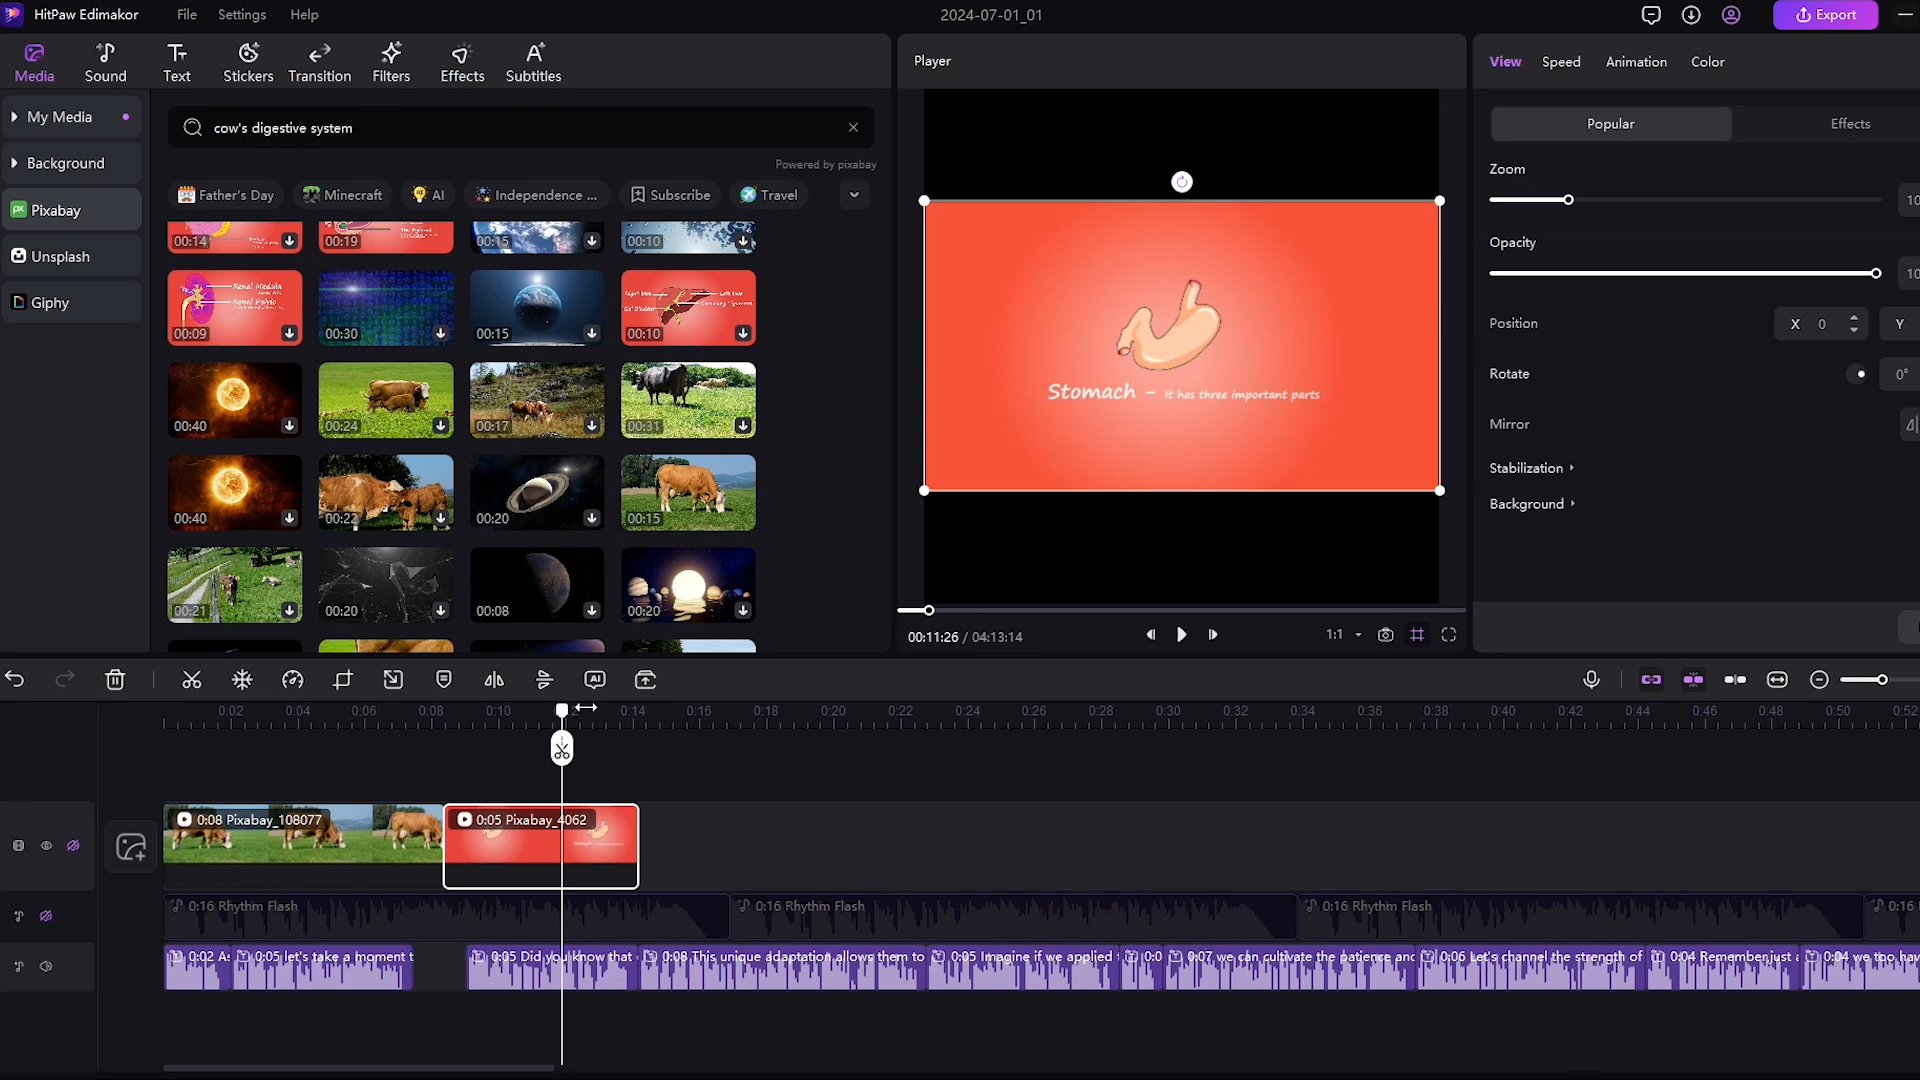 HitPaw Edimakor
File
Settings
Help
2024-07-01_01
Export
Media
Sound
Text
Stickers
Transition
Filters
Effects
Subtitles
Player
View
Speed
Animation
Color
My Media
Background
Pixabay
Unsplash
Giphy
cow's digestive system
Powered by pixabay
Father's Day
Minecraft
AI
Independence ...
Subscribe
Travel
00:14
00:19
00:15
00:10
Renal Medula
Renal Pelvic
00:09
00:30
00:15
00:10
00:40
00:24
00:17
00:31
00:40
00:22
00:20
00:15
00:21
00:20
00:08
00:20
Stomach - It has three important parts
00:11:26 / 04:13:14
1:1
Popular
Effects
Zoom
10
Opacity
10
Position
X 0
Y
Rotate
0°
Mirror
Stabilization
Background
AI
0:02
0:04
0:06
0:08
0:10
0:14
0:16
0:18
0:20
0:22
0:24
0:26
0:28
0:30
0:32
0:34
0:36
0:38
0:40
0:42
0:44
0:46
0:48
0:50
0:52
0:08 Pixabay_108077
0:05 Pixabay_4062
0:16 Rhythm Flash
0:16 Rhythm Flash
0:16 Rhythm Flash
0:16
0:02 As
0:05 let's take a moment t
0:05 Did you know that
0:08 This unique adaptation allows them to
0:05 Imagine if we applied
0:0
0:07 we can cultivate the patience anc
0:06 Let's channel the strength of
0:04 Remember,just a
0:04 we too,hav